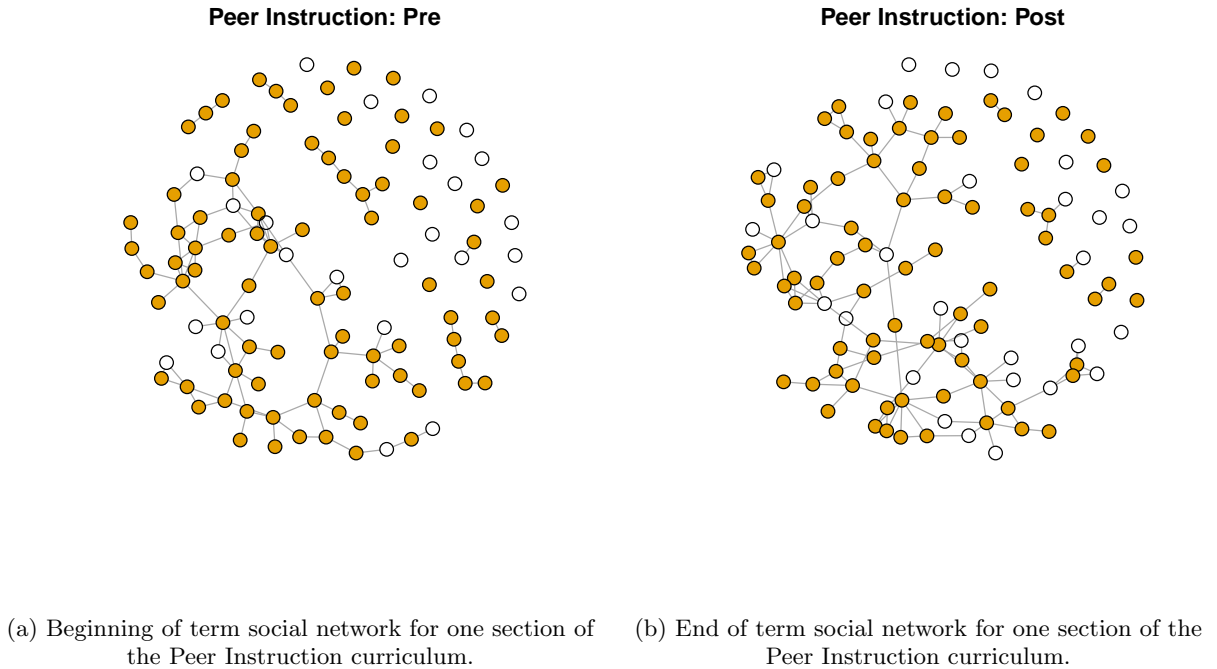 Peer Instruction: Pre
Peer Instruction: Post
(a) Beginning of term social network for one section of
the Peer Instruction curriculum.
(b) End of term social network for one section of the
Peer Instruction curriculum.